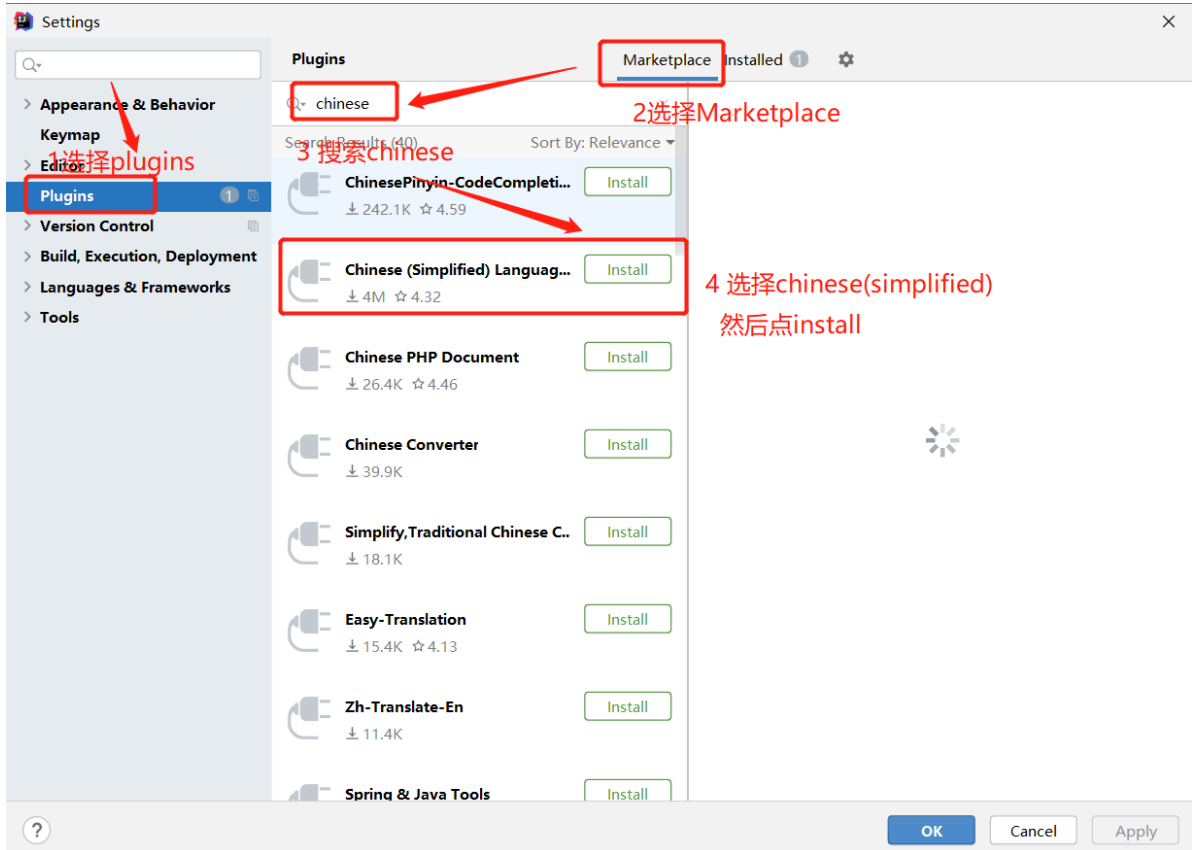 Settings
Plugins
Marketplace
Installed 1
chinese
2选择Marketplace
Appearance & Behavior
Keymap
Editor
1选择plugins
Plugins 1
Version Control
Build, Execution, Deployment
Languages & Frameworks
Tools
Search Results (40)
Sort By: Relevance
3 搜索chinese
ChinesePinyin-CodeCompleti...
Install
242.1K 4.59
Chinese (Simplified) Languag...
Install
4M 4.32
4 选择chinese(simplified)
然后点install
Chinese PHP Document
Install
26.4K 4.46
Chinese Converter
Install
39.9K
Simplify,Traditional Chinese C..
Install
18.1K
Easy-Translation
Install
15.4K 4.13
Zh-Translate-En
Install
11.4K
Spring & Java Tools
Install
?
OK
Cancel
Apply